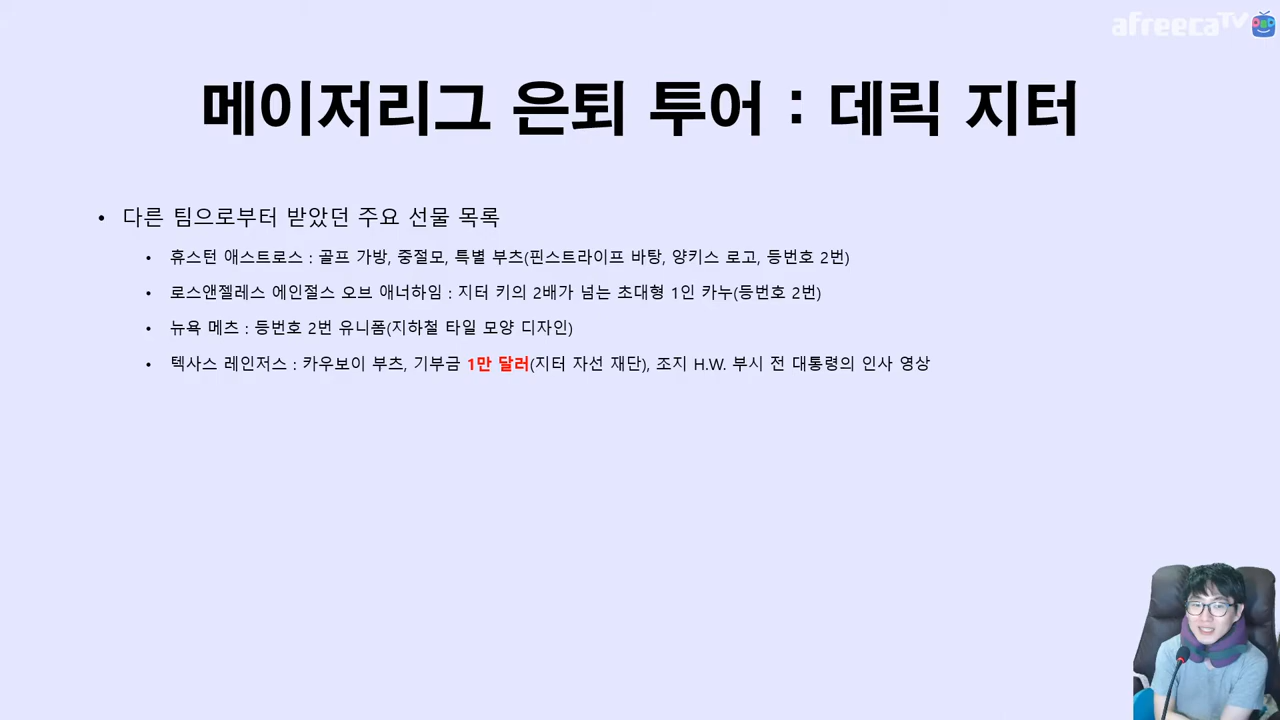 afreecaTV
메이저리그 은퇴 투어 : 데릭 지터
• 다른 팀으로부터 받았던 주요 선물 목록
• 휴스턴 애스트로스 : 골프 가방, 중절모, 특별 부츠(핀스트라이프 바탕, 양키스 로고, 등번호 2번)
• 로스앤젤레스 에인절스 오브 애너하임 : 지터 키의 2배가 넘는 초대형 1인 카누(등번호 2번)
• 뉴욕 메츠 : 등번호 2번 유니폼(지하철 타일 모양 디자인)
• 텍사스 레인저스 : 카우보이 부츠, 기부금 1만 달러(지터 자선 재단), 조지 H.W. 부시 전 대통령의 인사 영상